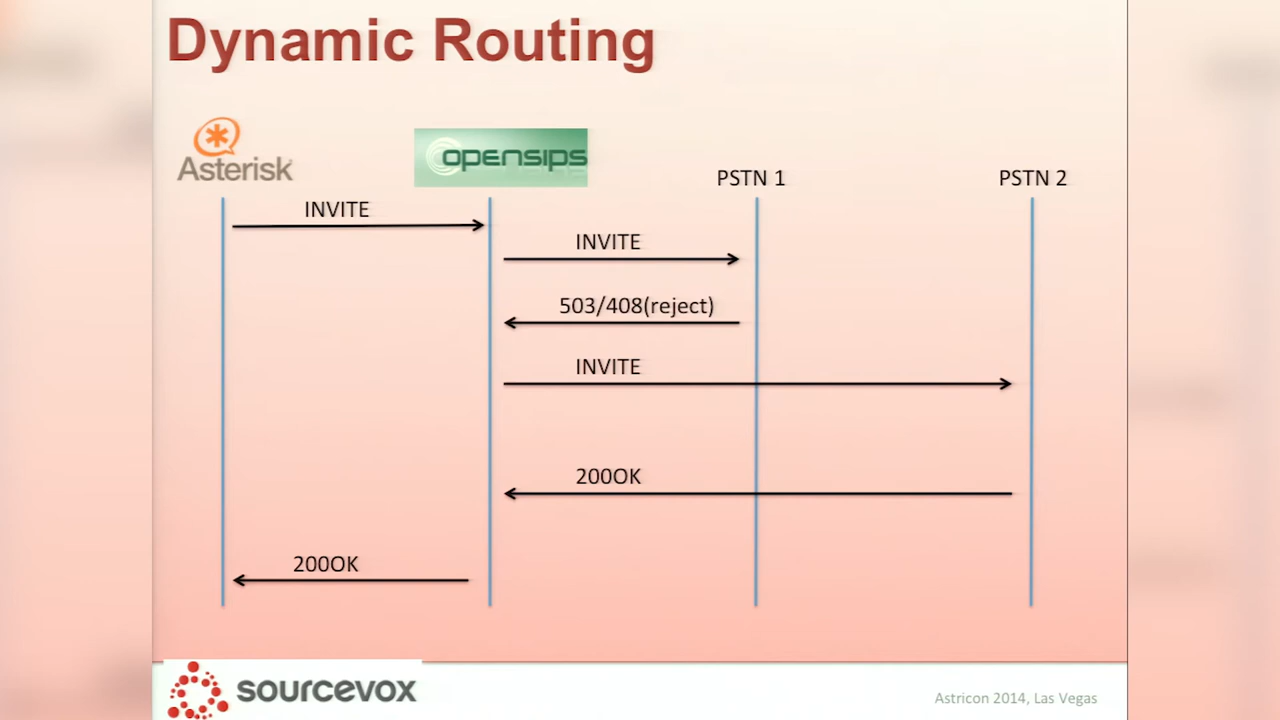 Dynamic Routing
Asterisk
opensips
PSTN 1
PSTN 2
INVITE
INVITE
503/408(reject)
INVITE
200OK
200OK
sourcevox
Astricon 2014, Las Vegas